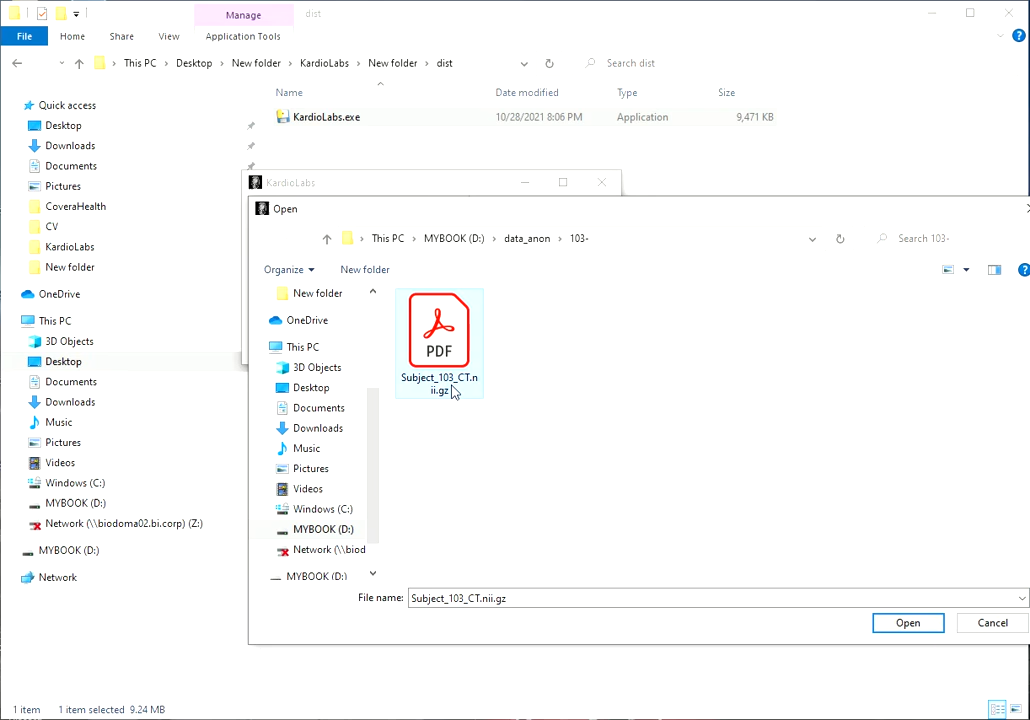 Manage dist
File Home Share View Application Tools
This PC Desktop New folder KardioLabs New folder dist Search dist
Name Date modified Type Size
KardioLabs.exe 10/28/2021 8:06 PM Application 9,471 KB
Quick access
Desktop
Downloads
Documents
Pictures
CoveraHealth
CV
KardioLabs
New folder
OneDrive
This PC
3D Objects
Desktop
Documents
Downloads
Music
Pictures
Videos
Windows (C:)
MYBOOK (D:)
Network (\\biodoma02.bi.corp) (Z:)
MYBOOK (D:)
Network
KardioLabs
Open
This PC MYBOOK (D:) data_anon 103- Search 103-
Organize New folder
New folder
OneDrive
This PC
3D Objects
Desktop
Documents
Downloads
Music
Pictures
Videos
Windows (C:)
MYBOOK (D:)
Network (\\biod
MYBOOK (D:)
PDF
Subject_103_CT.n
ii.gz
File name: Subject_103_CT.nii.gz
Open Cancel
1 item 1 item selected 9.24 MB